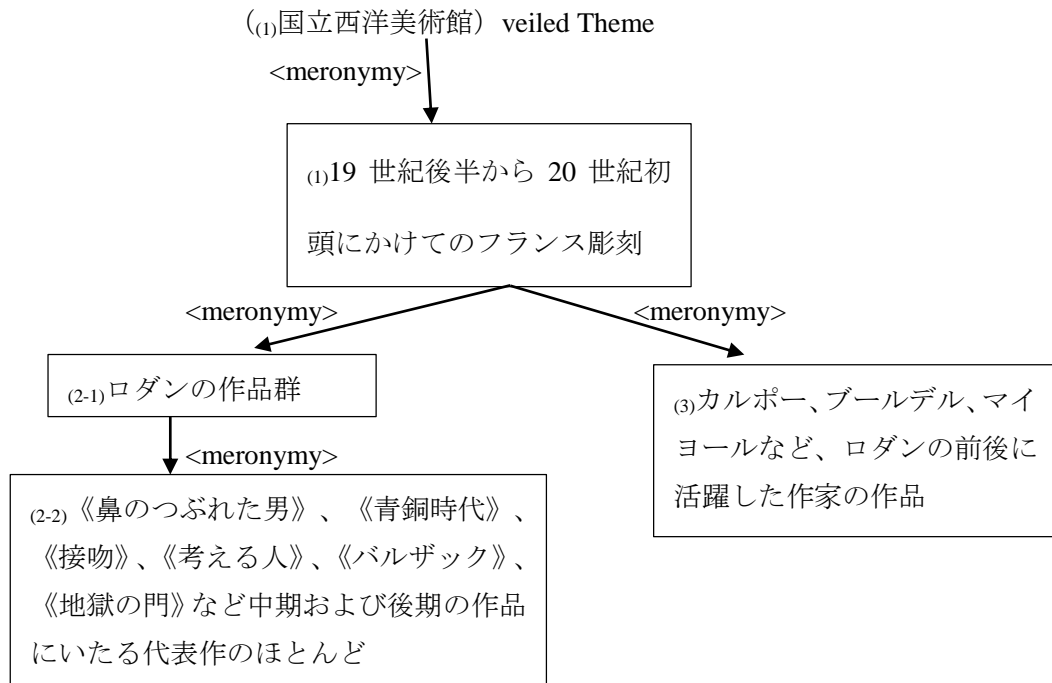 （(1)国立西洋美術館）veiled Theme
<meronymy>
(1)19 世紀後半から 20 世紀初
頭にかけてのフランス彫刻
<meronymy>
<meronymy>
(2-1)ロダンの作品群
(3)カルポー、ブールデル、マイ
ヨールなど、ロダンの前後に
活躍した作家の作品
<meronymy>
(2-2)《鼻のつぶれた男》、《青銅時代》、
《接吻》、《考える人》、《バルザック》、
《地獄の門》など中期および後期の作品
にいたる代表作のほとんど